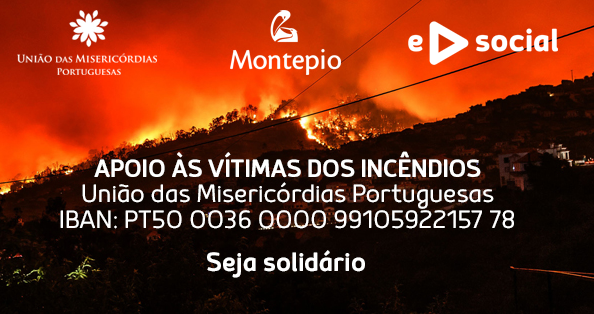 UNIÃO DAS MISERICÓRDIAS
PORTUGUESAS
Montepio
e social
APOIO ÀS VÍTIMAS DOS INCÊNDIOS
União das Misericórdias Portuguesas
IBAN: PT50 0036 0000 99105922157 78
Seja solidário